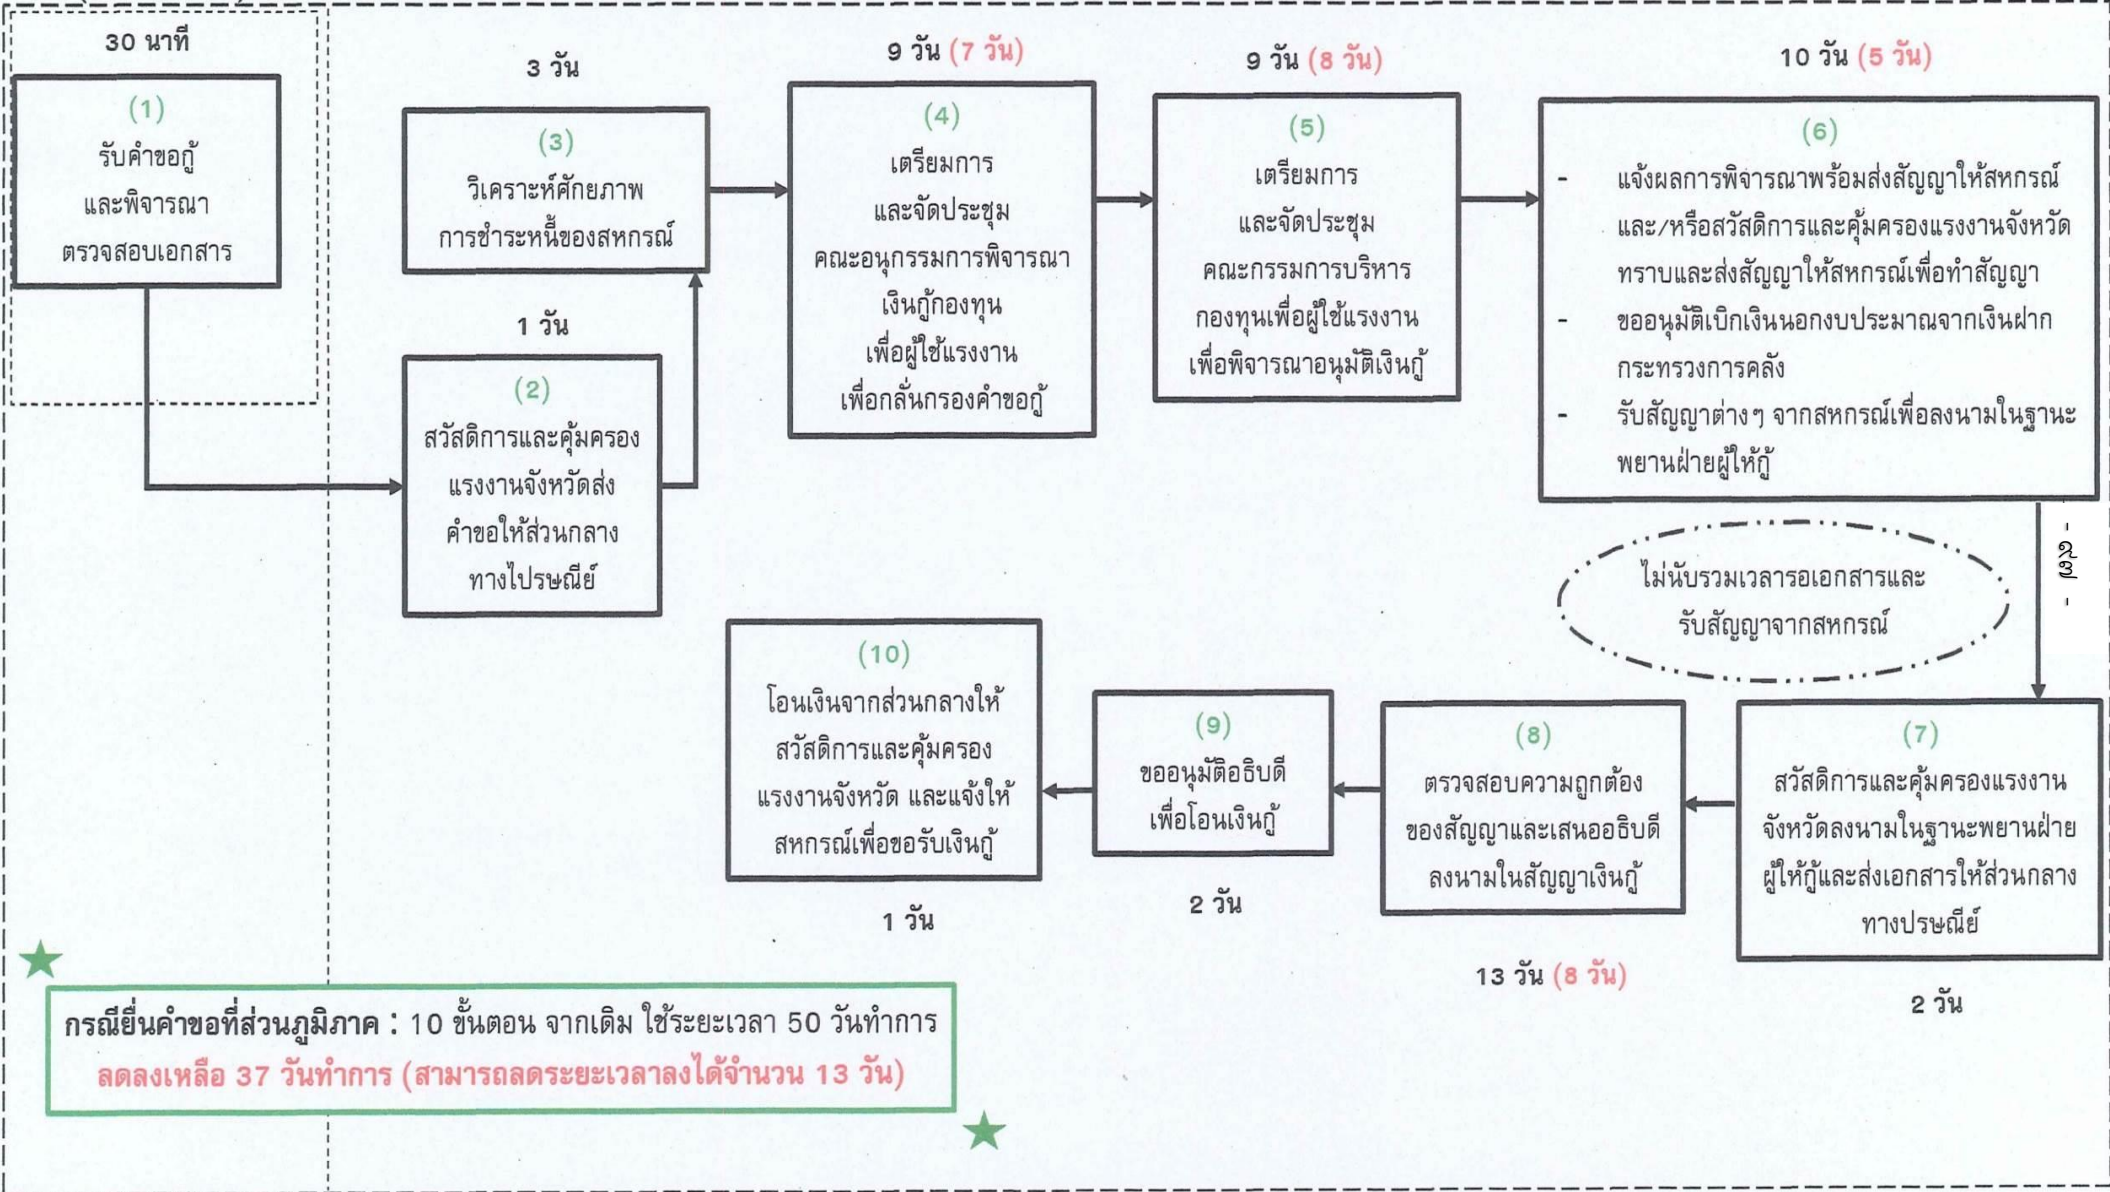 30 นาที
(1)
รับคำขอกู้
และพิจารณา
ตรวจสอบเอกสาร
1 วัน
(2)
สวัสดิการและคุ้มครอง
แรงงานจังหวัดส่ง
คำขอให้ส่วนกลาง
ทางไปรษณีย์
3 วัน
(3)
วิเคราะห์ศักยภาพ
การชำระหนี้ของสหกรณ์
9 วัน (7 วัน)
(4)
เตรียมการ
และจัดประชุม
คณะอนุกรรมการพิจารณา
เงินกู้กองทุน
เพื่อผู้ใช้แรงงาน
เพื่อกลั่นกรองคำขอกู้
9 วัน (8 วัน)
(5)
เตรียมการ
และจัดประชุม
คณะกรรมการบริหาร
กองทุนเพื่อผู้ใช้แรงงาน
เพื่อพิจารณาอนุมัติเงินกู้
10 วัน (5 วัน)
(6)
- แจ้งผลการพิจารณาพร้อมส่งสัญญาให้สหกรณ์
และ/หรือสวัสดิการและคุ้มครองแรงงานจังหวัด
ทราบและส่งสัญญาให้สหกรณ์เพื่อทำสัญญา
- ขออนุมัติเบิกเงินนอกงบประมาณจากเงินฝาก
กระทรวงการคลัง
- รับสัญญาต่างๆ จากสหกรณ์เพื่อลงนามในฐานะ
พยานฝ่ายผู้ให้กู้
ไม่นับรวมเวลารอเอกสารและ
รับสัญญาจากสหกรณ์
- ๙๗ -
(7)
สวัสดิการและคุ้มครองแรงงาน
จังหวัดลงนามในฐานะพยานฝ่าย
ผู้ให้กู้และส่งเอกสารให้ส่วนกลาง
ทางปรษณีย์
2 วัน
(8)
ตรวจสอบความถูกต้อง
ของสัญญาและเสนออธิบดี
ลงนามในสัญญาเงินกู้
13 วัน (8 วัน)
(9)
ขออนุมัติอธิบดี
เพื่อโอนเงินกู้
2 วัน
(10)
โอนเงินจากส่วนกลางให้
สวัสดิการและคุ้มครอง
แรงงานจังหวัด และแจ้งให้
สหกรณ์เพื่อขอรับเงินกู้
1 วัน
กรณียื่นคำขอที่ส่วนภูมิภาค : 10 ขั้นตอน จากเดิม ใช้ระยะเวลา 50 วันทำการ
ลดลงเหลือ 37 วันทำการ (สามารถลดระยะเวลาลงได้จำนวน 13 วัน)